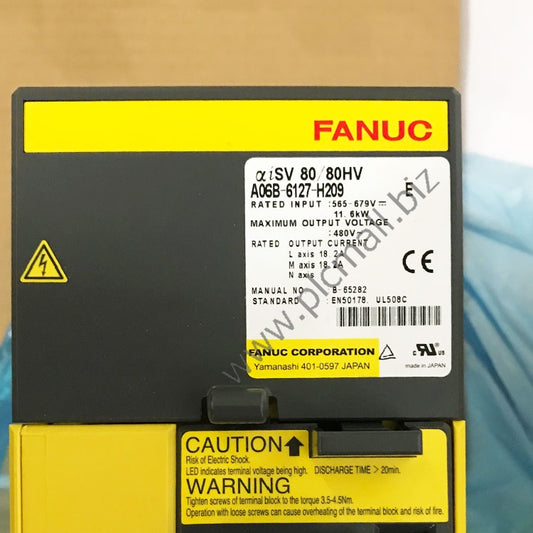 FANUC
αiSV 80/80HV
A06B-6127-H209 E
RATED INPUT :565-679V
11.6kW
MAXIMUM OUTPUT VOLTAGE
:480V~
RATED OUTPUT CURRENT
L axis 18.2A
M axis 18.2A
N axis
MANUAL NO. B-65282
STANDARD :EN50178. UL508C
CE
FANUC CORPORATION
Yamanashi 401-0597 JAPAN
c RU us
made in JAPAN
www.plcmall.biz
CAUTION
Risk of Electric Shock.
LED indicates terminal voltage being high. DISCHARGE TIME > 20min.
WARNING
Tighten screws of terminal block to the torque 3.5-4.5Nm.
Operation with loose screws can cause overheating of the terminal block and risk of fire.